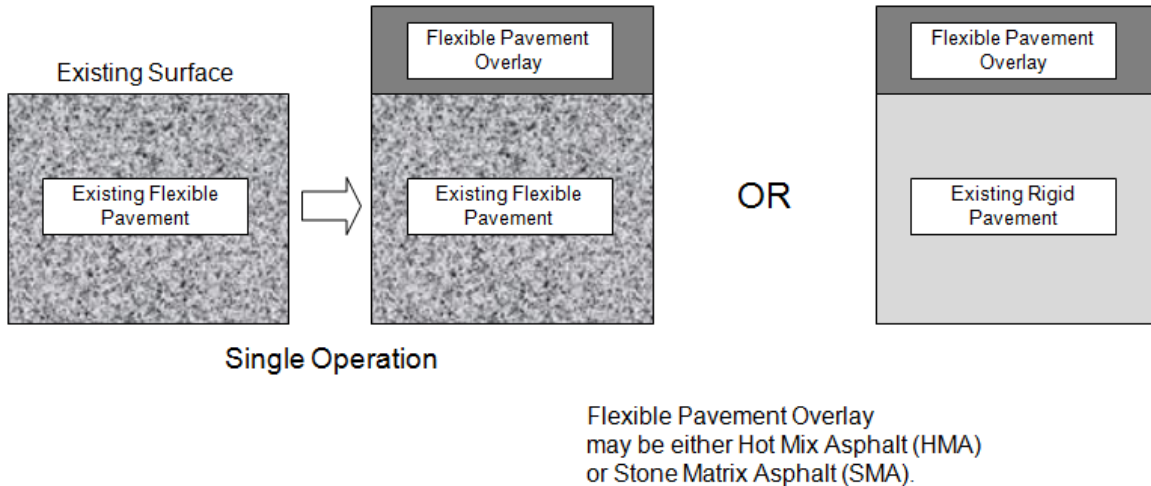 Existing Surface
Existing Flexible
Pavement
Flexible Pavement
Overlay
Existing Flexible
Pavement
OR
Flexible Pavement
Overlay
Existing Rigid
Pavement
Single Operation
Flexible Pavement Overlay
may be either Hot Mix Asphalt (HMA)
or Stone Matrix Asphalt (SMA).